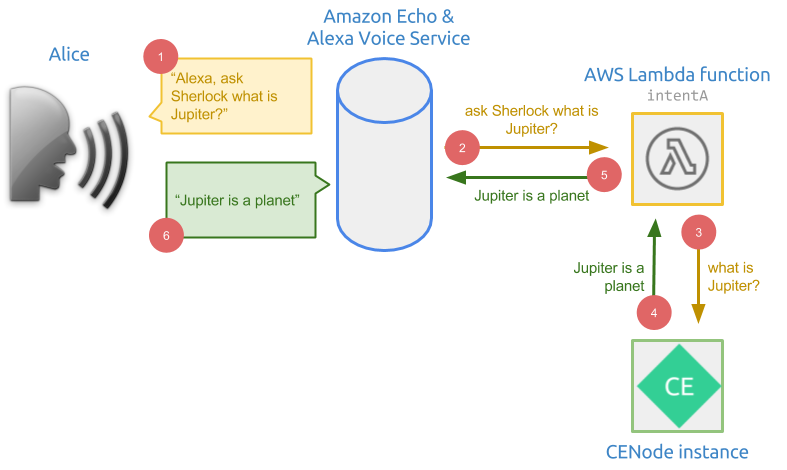 Amazon Echo &
Alexa Voice Service
Alice
1
“Alexa, ask
Sherlock what is
Jupiter?”
AWS Lambda function
intentA
ask Sherlock what is
Jupiter?
2
5
Jupiter is a planet
“Jupiter is a planet”
6
3
Jupiter is a
planet
what is
Jupiter?
4
CE
CENode instance